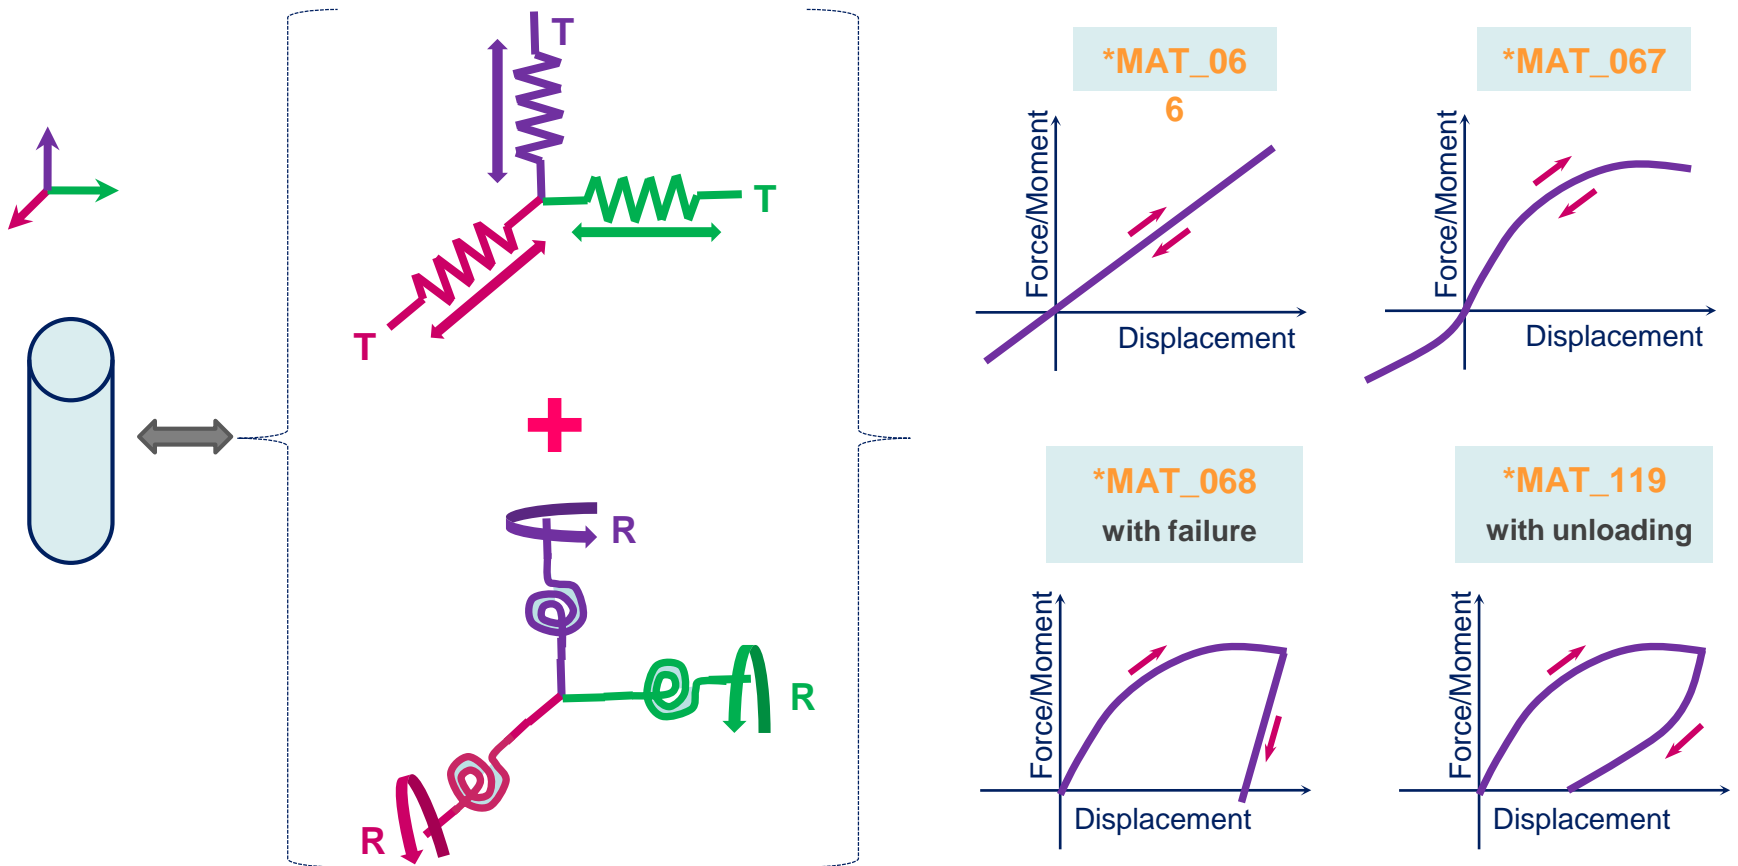 T
T
T
R
R
R
*MAT_06
6
Force/Moment
Displacement
*MAT_067
Force/Moment
Displacement
*MAT_068
with failure
Force/Moment
Displacement
*MAT_119
with unloading
Force/Moment
Displacement